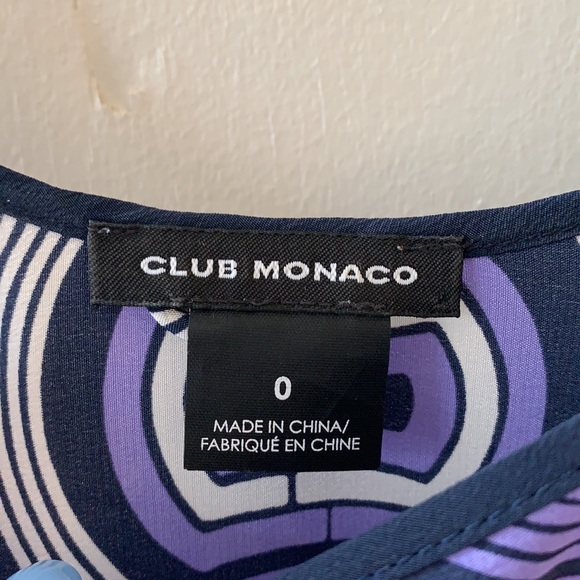 CLUB MONACO
0
MADE IN CHINA/
FABRIQUÉ EN CHINE